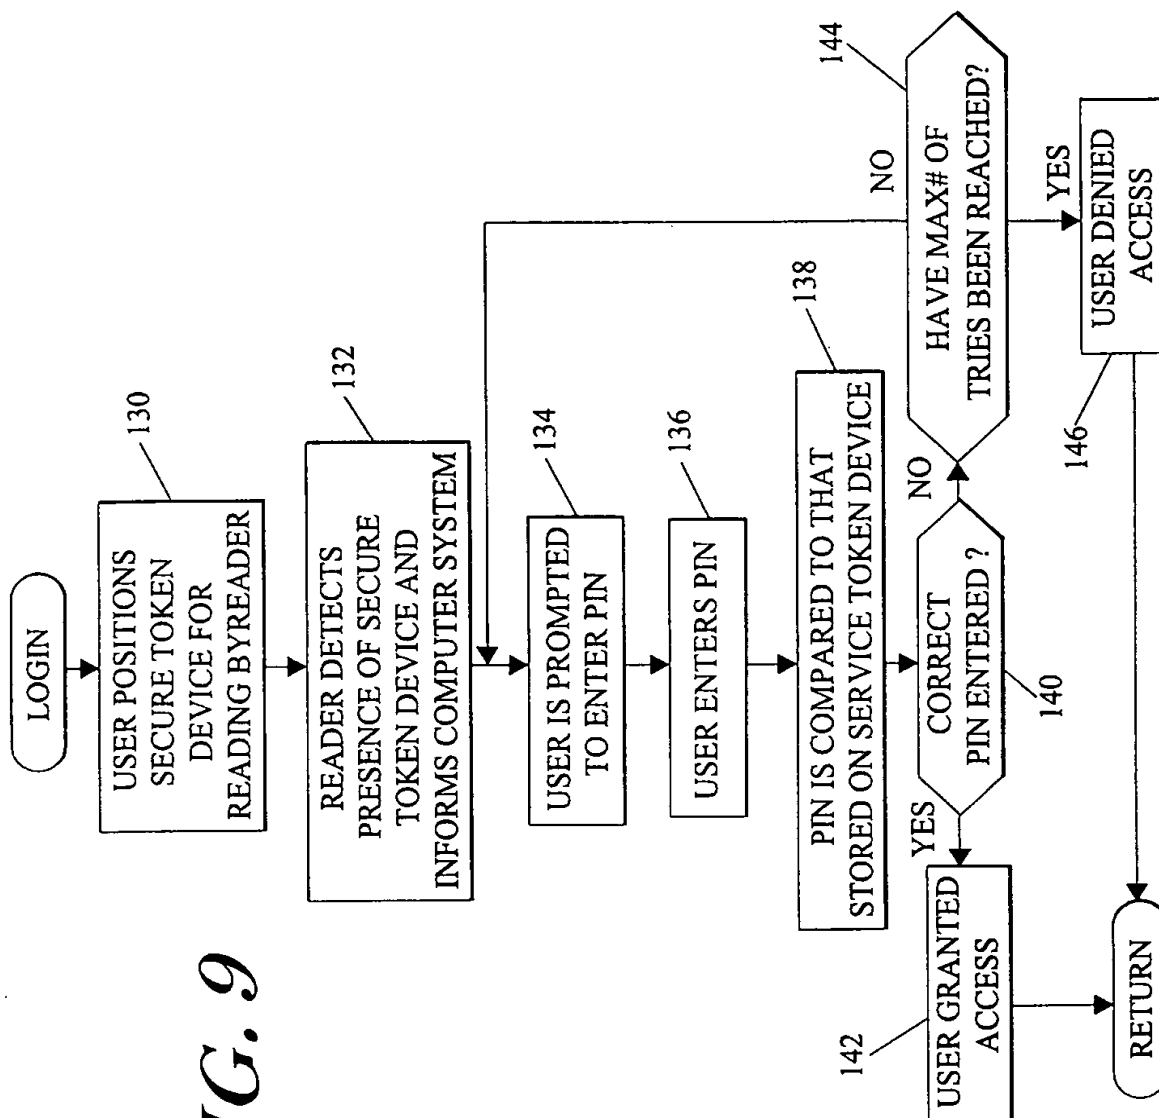 LOGIN
USER POSITIONS
SECURE TOKEN
DEVICE FOR
READING BYREADER
130
READER DETECTS
PRESENCE OF SECURE
TOKEN DEVICE AND
INFORMS COMPUTER SYSTEM
132
USER IS PROMPTED
TO ENTER PIN
134
USER ENTERS PIN
136
PIN IS COMPARED TO THAT
STORED ON SERVICE TOKEN DEVICE
138
CORRECT
PIN ENTERED ?
140
YES
NO
USER GRANTED
ACCESS
142
HAVE MAX# OF
TRIES BEEN REACHED?
144
NO
YES
USER DENIED
ACCESS
146
RETURN
IG. 9